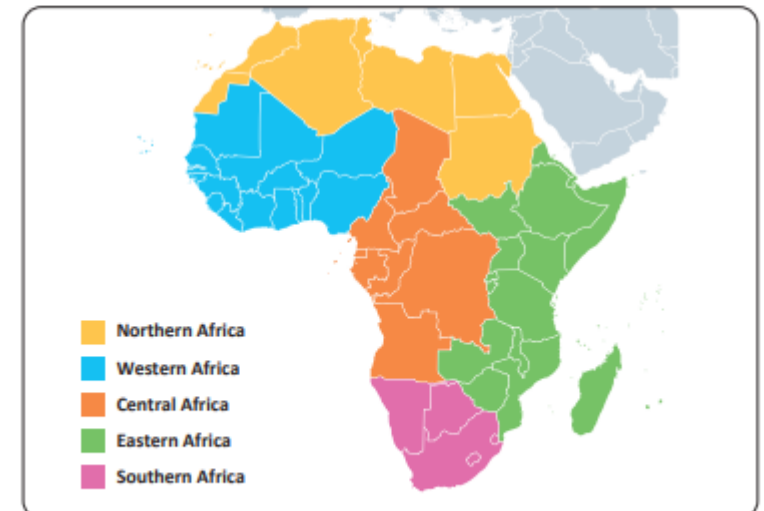 Northern Africa
Western Africa
Central Africa
Eastern Africa
Southern Africa